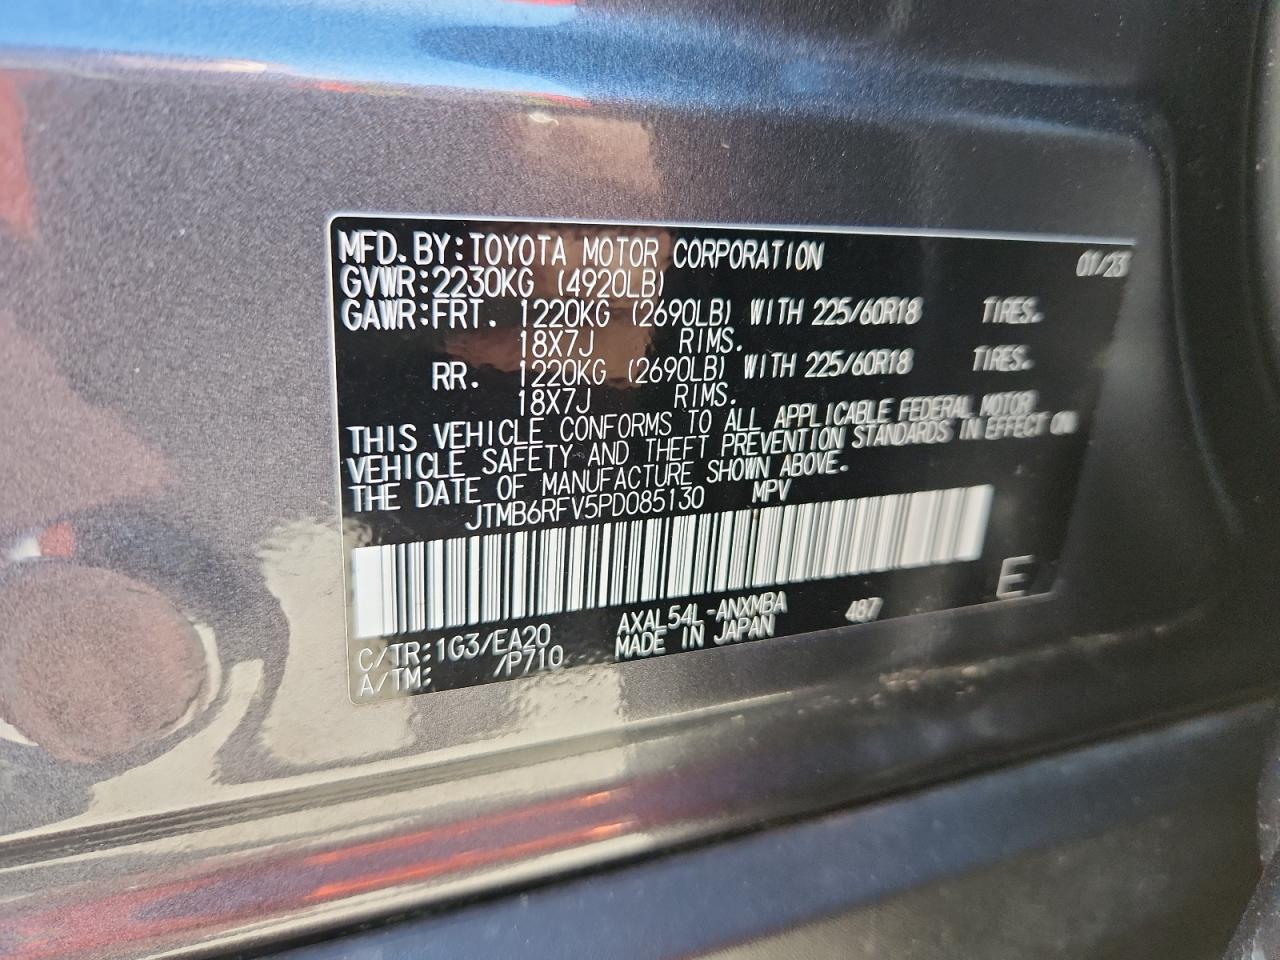 MFD.BY:TOYOTA MOTOR CORPORATION 01/23
GVWR:2230KG (4920LB)
GAWR:FRT. 1220KG (2690LB) WITH 225/60R18 TIRES.
18X7J RIMS.
RR. 1220KG (2690LB) WITH 225/60R18 TIRES.
18X7J RIMS.
THIS VEHICLE CONFORMS TO ALL APPLICABLE FEDERAL MOTOR
VEHICLE SAFETY AND THEFT PREVENTION STANDARDS IN EFFECT ON
THE DATE OF MANUFACTURE SHOWN ABOVE.
JTMB6RFV5PD085130 MPV
E
C/TR:1G3/EA20 AXAL54L-ANXMBA 487
A/TM: /P710 MADE IN JAPAN